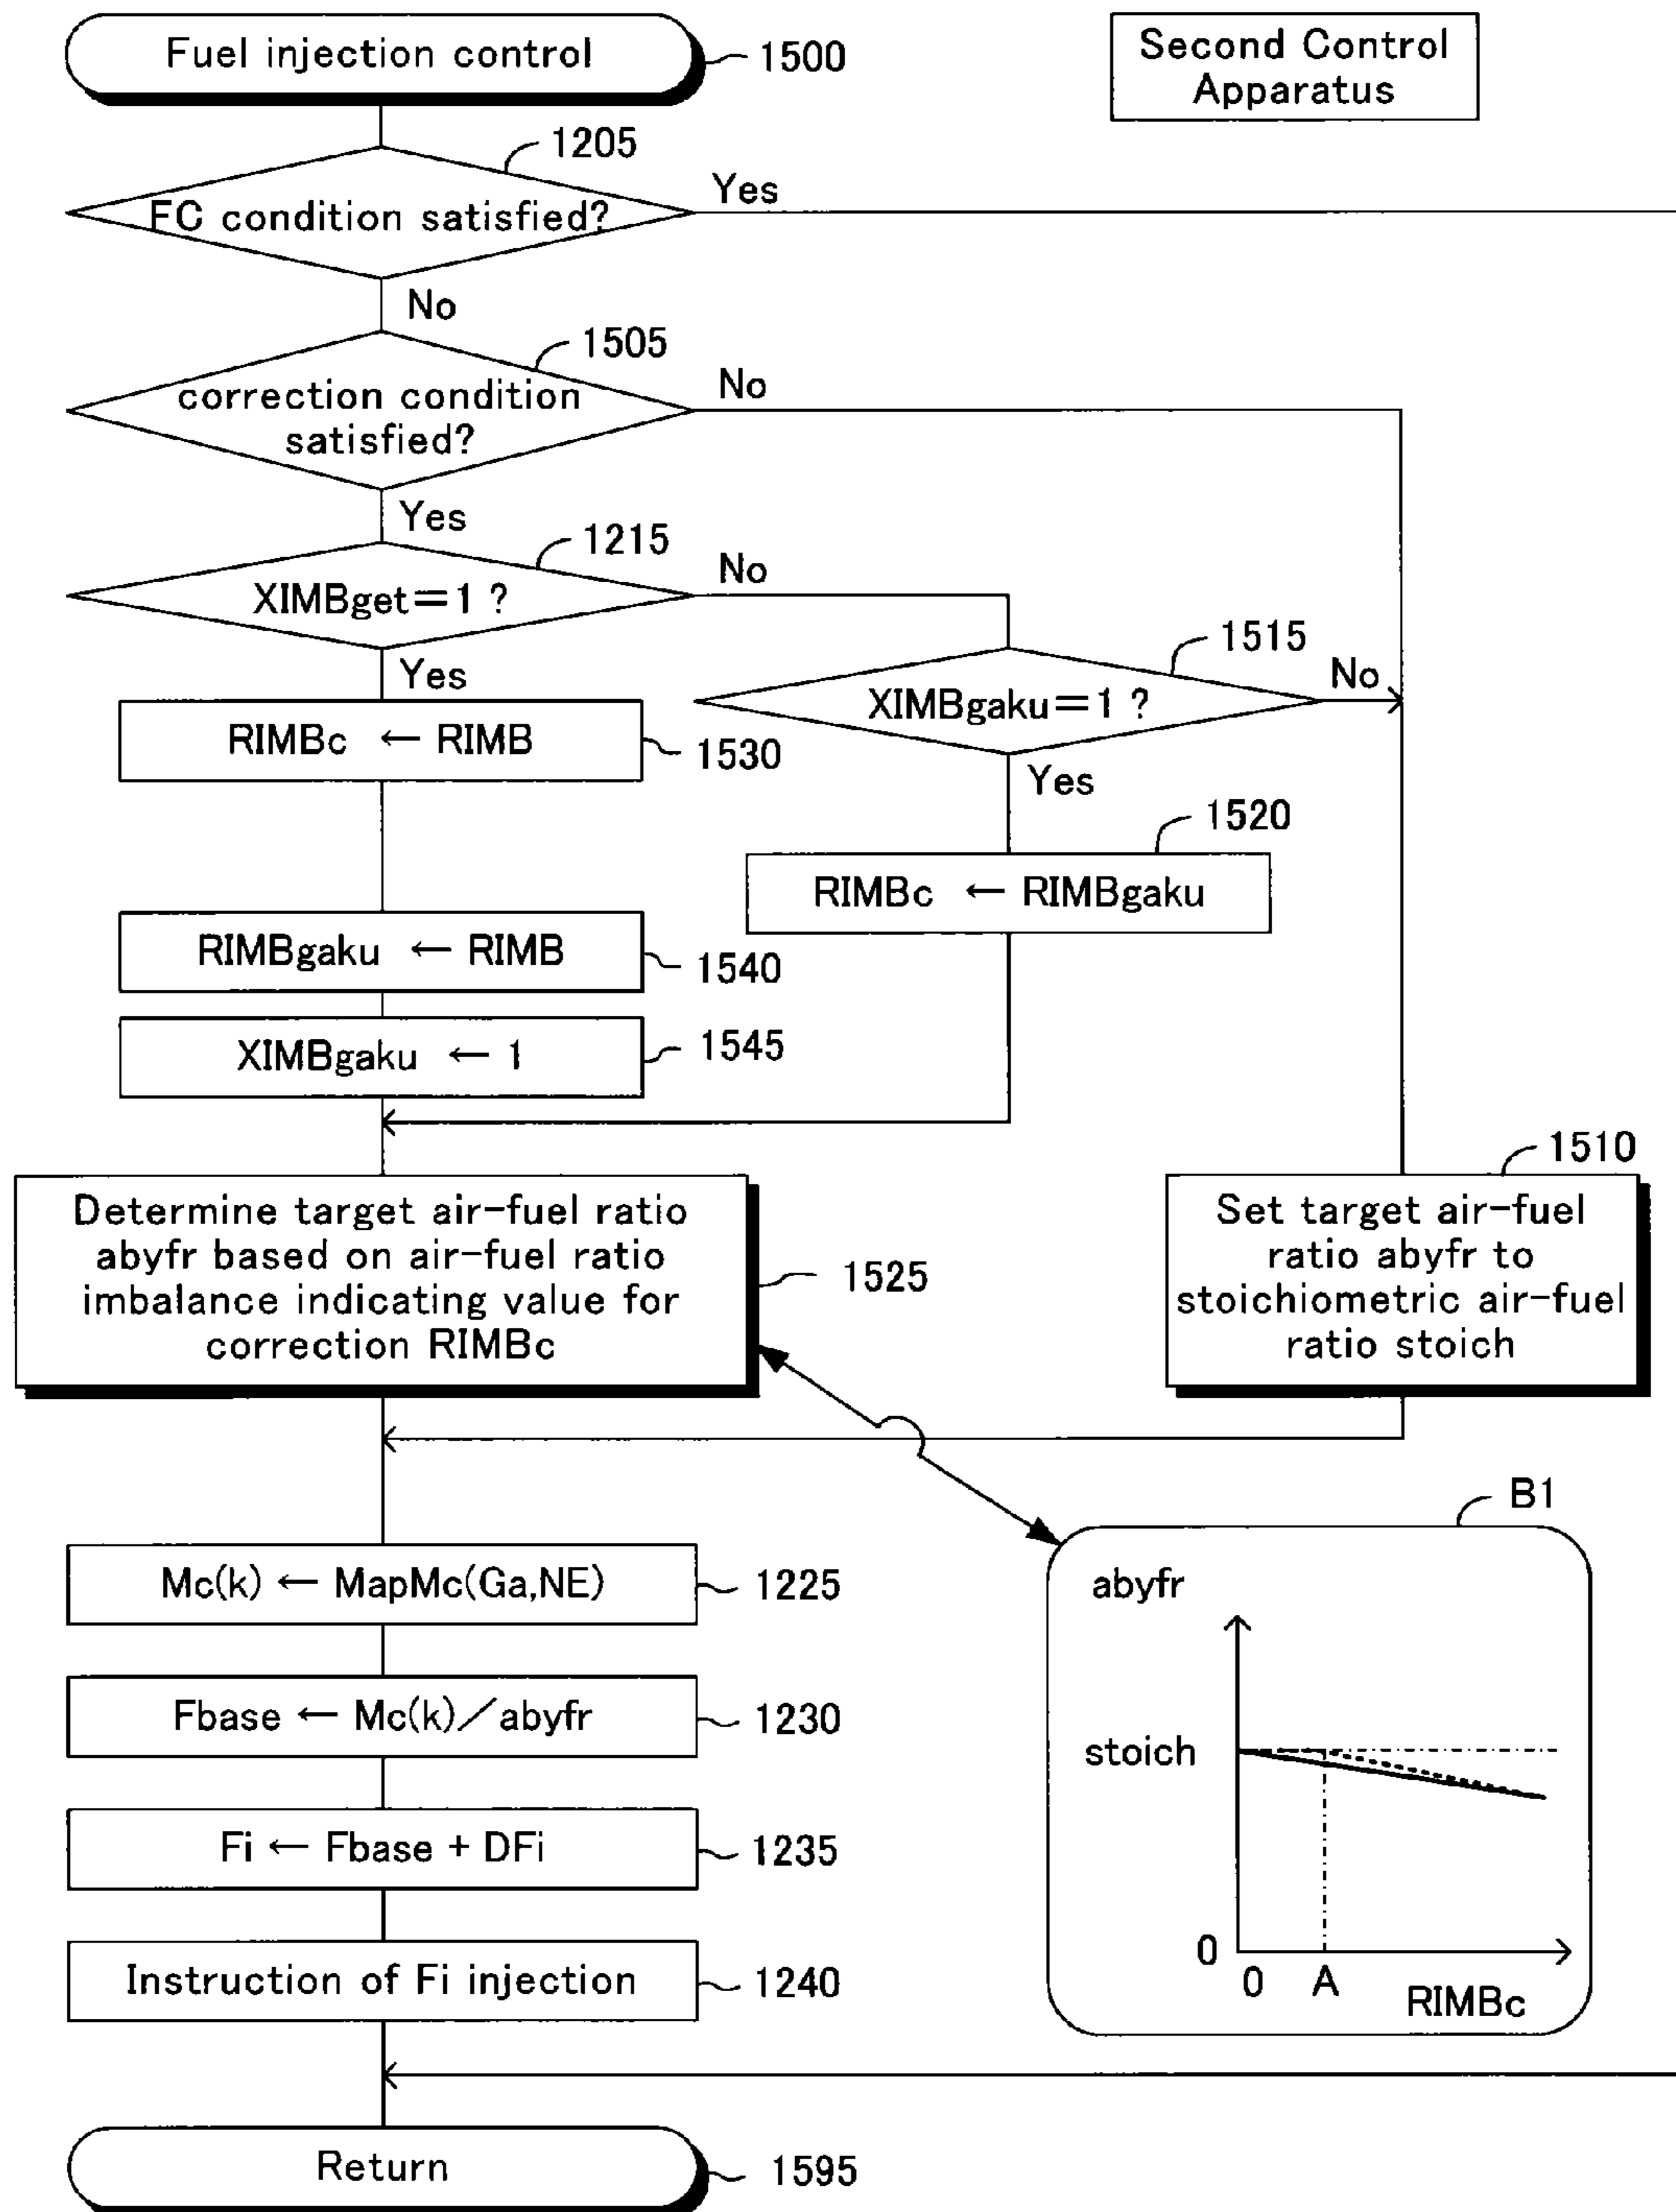 Fuel injection control
1500
Second Control
Apparatus
1205
FC condition satisfied?
Yes
No
1505
correction condition
satisfied?
No
Yes
1215
XIMBget=1 ?
No
Yes
1515
XIMBgaku=1 ?
No
Yes
RIMBc ← RIMB
1530
1520
RIMBc ← RIMBgaku
RIMBgaku ← RIMB
1540
XIMBgaku ← 1
1545
Determine target air-fuel ratio
abyfr based on air-fuel ratio
imbalance indicating value for
correction RIMBc
1525
1510
Set target air-fuel
ratio abyfr to
stoichiometric air-fuel
ratio stoich
B1
abyfr
stoich
0
0
A
RIMBc
Mc(k) ← MapMc(Ga,NE)
1225
Fbase ← Mc(k)/abyfr
1230
Fi ← Fbase + DFi
1235
Instruction of Fi injection
1240
Return
1595